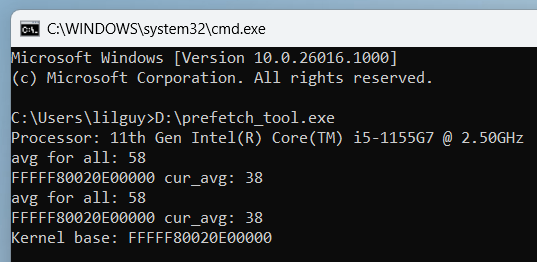 C:\WINDOWS\system32\cmd.exe
Microsoft Windows [Version 10.0.26016.1000]
(c) Microsoft Corporation. All rights reserved.
C:\Users\lilguy>D:\prefetch_tool.exe
Processor: 11th Gen Intel(R) Core(TM) i5-1155G7 @ 2.50GHz
avg for all: 58
FFFFF80020E00000 cur_avg: 38
avg for all: 58
FFFFF80020E00000 cur_avg: 38
Kernel base: FFFFF80020E00000